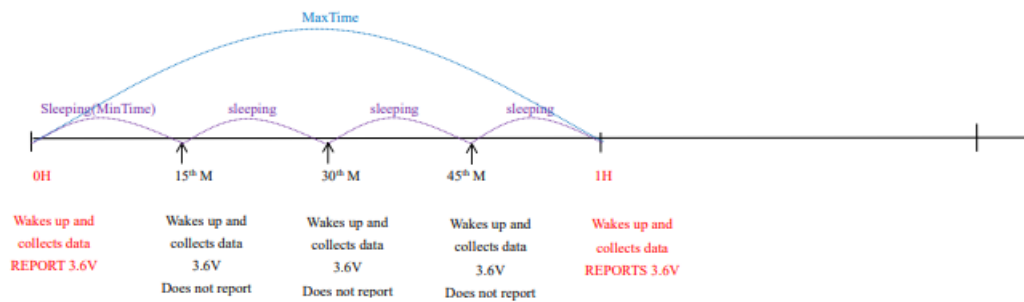 MaxTime
Sleeping(MinTime)
sleeping
sleeping
sleeping
0H
15th M
30th M
45th M
1H
Wakes up and
collects data
REPORT 3.6V
Wakes up and
collects data
3.6V
Does not report
Wakes up and
collects data
3.6V
Does not report
Wakes up and
collects data
3.6V
Does not report
Wakes up and
collects data
REPORTS 3.6V